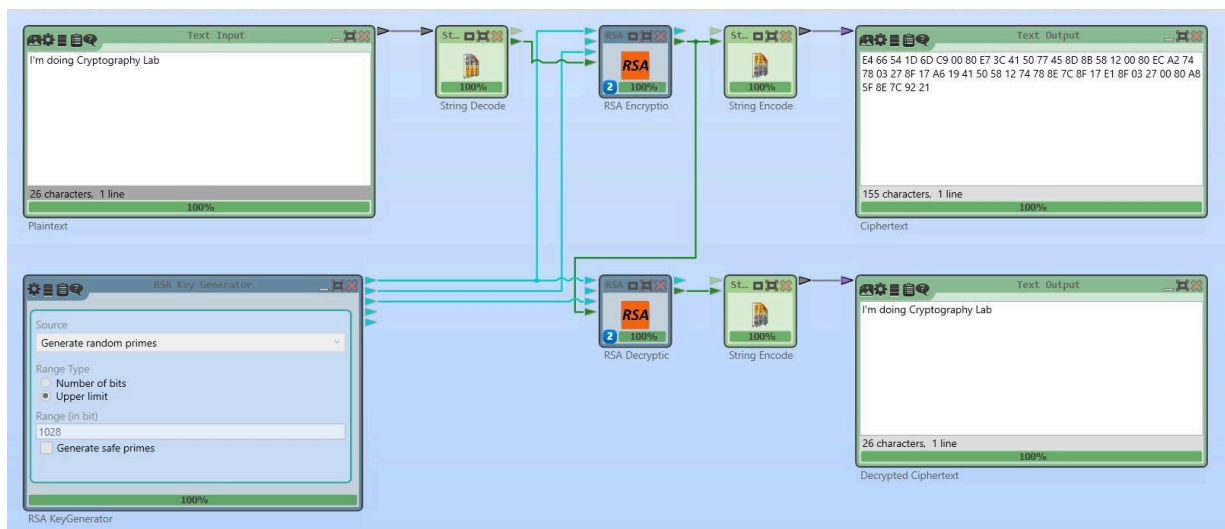 Text Input
I'm doing Cryptography Lab
26 characters, 1 line
100%
Plaintext
St...
100%
String Decode
RSA
RSA
2 100%
RSA Encryptio
St...
100%
String Encode
Text Output
E4 66 54 1D 6D C9 00 80 E7 3C 41 50 77 45 8D 8B 58 12 00 80 EC A2 74
78 03 27 8F 17 A6 19 41 50 58 12 74 78 8E 7C 8F 17 E1 8F 03 27 00 80 A8
5F 8E 7C 92 21
155 characters, 1 line
100%
Ciphertext
RSA Key Generator
Source
Generate random primes
Range Type
Number of bits
Upper limit
Range (in bit)
1028
Generate safe primes
100%
RSA KeyGenerator
RSA
RSA
2 100%
RSA Decryptic
St...
100%
String Encode
Text Output
I'm doing Cryptography Lab
26 characters, 1 line
100%
Decrypted Ciphertext